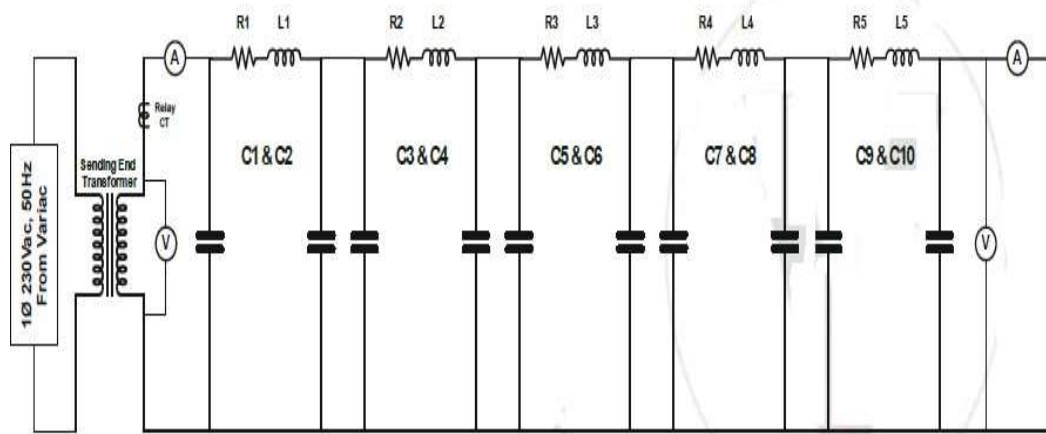 R1 L1 R2 L2 R3 L3 R4 L4 R5 L5
A A
Relay
CT
C1 & C2 C3 & C4 C5 & C6 C7 & C8 C9 & C10
Sending End
Transformer
1Ø 230Vac, 50Hz
From Variac
V V